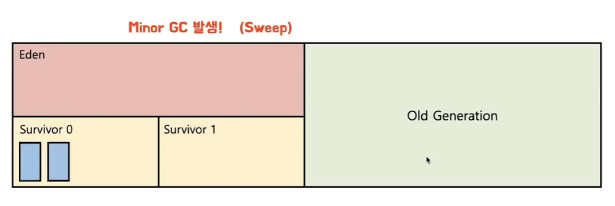 Minor GC 발생! (Sweep)
Eden
Survivor 0
Survivor 1
Old Generation